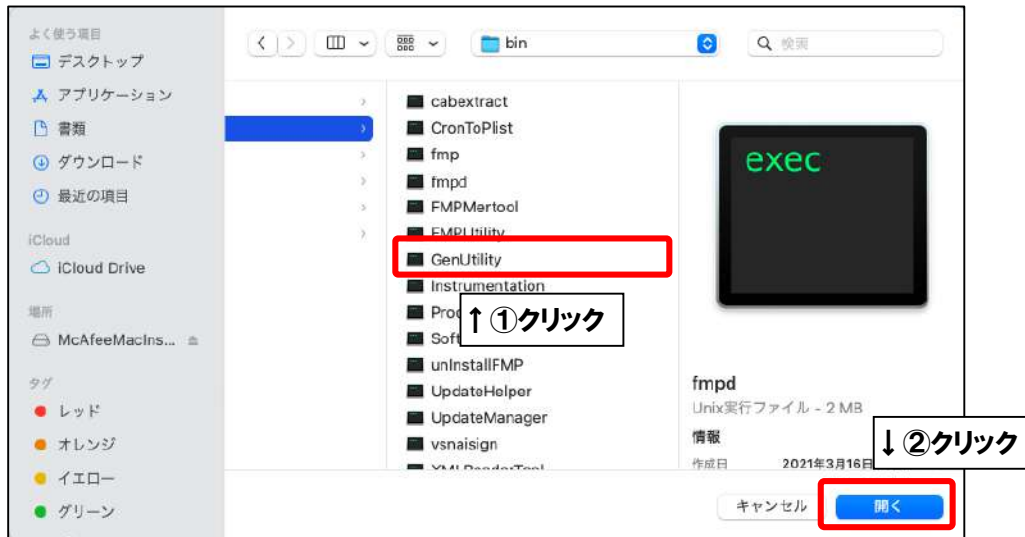 よく使う項目
デスクトップ
アプリケーション
書類
ダウンロード
最近の項目
iCloud
iCloud Drive
場所
McAfeeMacIns...
タグ
レッド
オレンジ
イエロー
グリーン
bin
検索
cabextract
CronToPlist
fmp
fmpd
FMPMertool
FMPUtility
GenUtility
Instrumentation
Proc
Soft
↑①クリック
unInstallFMP
UpdateHelper
UpdateManager
vsnaisign
XMLReaderTool
exec
fmpd
Unix実行ファイル - 2 MB
情報
作成日 2021年3月16日
↓②クリック
キャンセル
開く